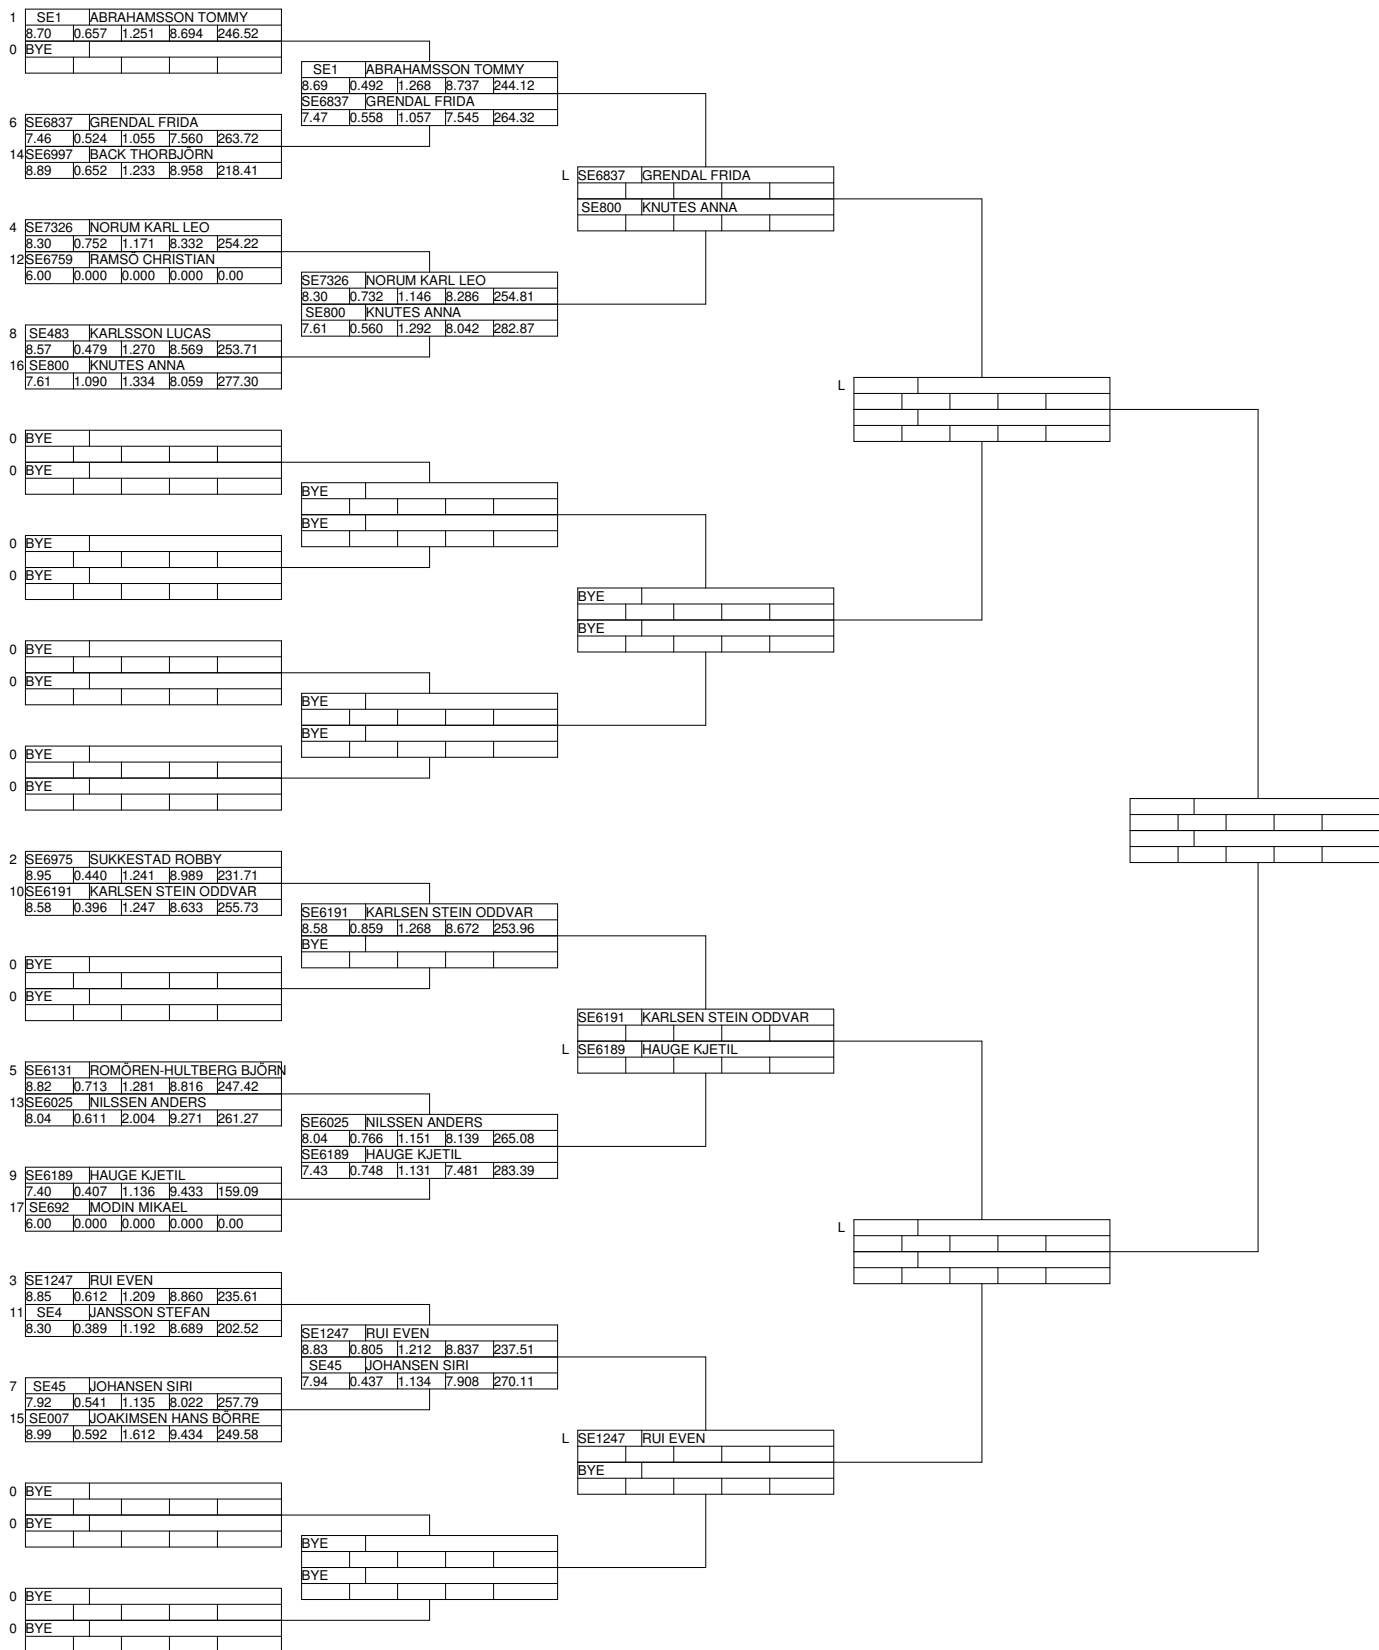 1 SE1 ABRAHAMSSON TOMMY
8.70 0.657 1.251 8.694 246.52
0 BYE
6 SE6837 GRENDAL FRIDA
7.46 0.524 1.055 7.560 263.72
14 SE6997 BACK THORBJÖRN
8.89 0.652 1.233 8.958 218.41
4 SE7326 NORUM KARL LEO
8.30 0.752 1.171 8.332 254.22
12 SE6759 RAMSÖ CHRISTIAN
6.00 0.000 0.000 0.000 0.00
8 SE483 KARLSSON LUCAS
8.57 0.479 1.270 8.569 253.71
16 SE800 KNUTES ANNA
7.61 1.090 1.334 8.059 277.30
0 BYE
0 BYE
0 BYE
0 BYE
0 BYE
0 BYE
0 BYE
0 BYE
2 SE6975 SUKKESTAD ROBBY
8.95 0.440 1.241 8.989 231.71
10 SE6191 KARLSEN STEIN ODDVAR
8.58 0.396 1.247 8.633 255.73
0 BYE
0 BYE
5 SE6131 ROMÖREN-HULTBERG BJÖRN
8.82 0.713 1.281 8.816 247.42
13 SE6025 NILSSEN ANDERS
8.04 0.611 2.004 9.271 261.27
9 SE6189 HAUGE KJETIL
7.40 0.407 1.136 9.433 159.09
17 SE692 MODIN MIKAEL
6.00 0.000 0.000 0.000 0.00
3 SE1247 RUI EVEN
8.85 0.612 1.209 8.860 235.61
11 SE4 JANSSON STEFAN
8.30 0.389 1.192 8.689 202.52
7 SE45 JOHANSEN SIRI
7.92 0.541 1.135 8.022 257.79
15 SE007 JOAKIMSEN HANS BÖRRE
8.99 0.592 1.612 9.434 249.58
0 BYE
0 BYE
0 BYE
0 BYE
SE1 ABRAHAMSSON TOMMY
8.69 0.492 1.268 8.737 244.12
SE6837 GRENDAL FRIDA
7.47 0.558 1.057 7.545 264.32
SE7326 NORUM KARL LEO
8.30 0.732 1.146 8.286 254.81
SE800 KNUTES ANNA
7.61 0.560 1.292 8.042 282.87
BYE
BYE
BYE
BYE
SE6191 KARLSEN STEIN ODDVAR
8.58 0.859 1.268 8.672 253.96
BYE
SE6025 NILSSEN ANDERS
8.04 0.766 1.151 8.139 265.08
SE6189 HAUGE KJETIL
7.43 0.748 1.131 7.481 283.39
SE1247 RUI EVEN
8.83 0.805 1.212 8.837 237.51
SE45 JOHANSEN SIRI
7.94 0.437 1.134 7.908 270.11
BYE
BYE
L SE6837 GRENDAL FRIDA
SE800 KNUTES ANNA
BYE
BYE
SE6191 KARLSEN STEIN ODDVAR
L SE6189 HAUGE KJETIL
L SE1247 RUI EVEN
BYE
L
L